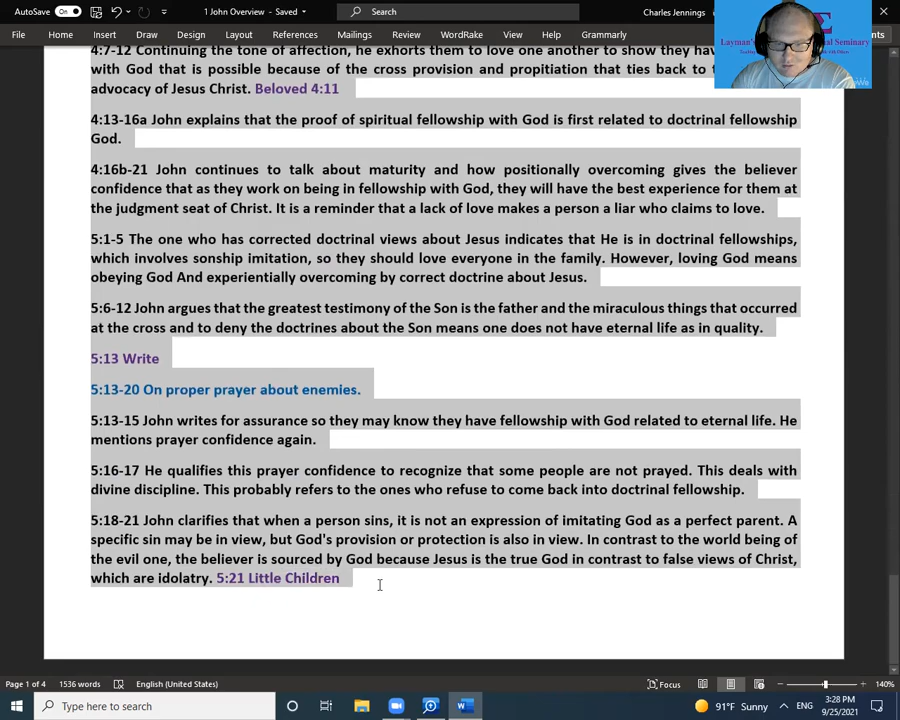 AutoSave On
1 John Overview - Saved
Search
Charles Jennings
File Home Insert Draw Design Layout References Mailings Review View WordRake Help Grammarly
4:7-12 Continuing the tone of affection, he exhorts them to love one another to show they hav
with God that is possible because of the cross provision and propitiation that ties back to
advocacy of Jesus Christ. Beloved 4:11
4:13-16a John explains that the proof of spiritual fellowship with God is first related to doctrinal fellowship
God.
4:16b-21 John continues to talk about maturity and how positionally overcoming gives the believer
confidence that as they work on being in fellowship with God, they will have the best experience for them at
the judgment seat of Christ. It is a reminder that a lack of love makes a person a liar who claims to love.
5:1-5 The one who has corrected doctrinal views about Jesus indicates that He is in doctrinal fellowships,
which involves sonship imitation, so they should love everyone in the family. However, loving God means
obeying God And experientially overcoming by correct doctrine about Jesus.
5:6-12 John argues that the greatest testimony of the Son is the father and the miraculous things that occurred
at the cross and to deny the doctrines about the Son means one does not have eternal life as in quality.
5:13 Write
5:13-20 On proper prayer about enemies.
5:13-15 John writes for assurance so they may know they have fellowship with God related to eternal life. He
mentions prayer confidence again.
5:16-17 He qualifies this prayer confidence to recognize that some people are not prayed. This deals with
divine discipline. This probably refers to the ones who refuse to come back into doctrinal fellowship.
5:18-21 John clarifies that when a person sins, it is not an expression of imitating God as a perfect parent. A
specific sin may be in view, but God's provision or protection is also in view. In contrast to the world being of
the evil one, the believer is sourced by God because Jesus is the true God in contrast to false views of Christ,
which are idolatry. 5:21 Little Children
Page 1 of 4 1536 words English (United States) Focus 140%
Type here to search
91°F Sunny
3:28 PM
9/25/2021